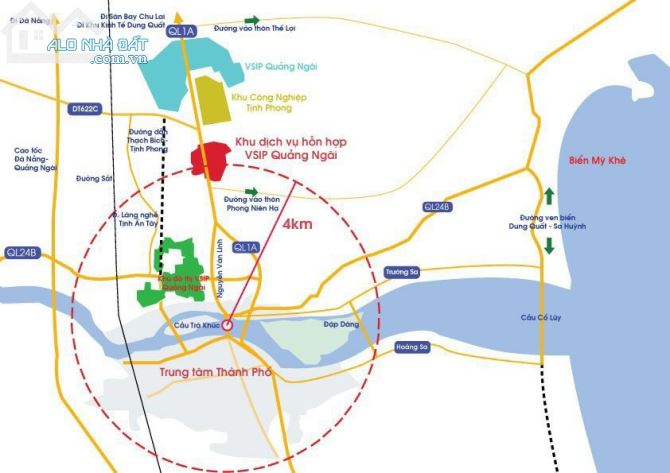 Đi Đà Nẵng
Đi Sân Bay Chu Lai
Đi Khu Kinh Tế Dung Quất
QL1A
Đường vào thôn Thế Lợi
ALO NHÀ ĐẤT
.com.vn
VSIP Quảng Ngãi
Khu Công Nghiệp
Tịnh Phong
DT622C
Đường dẫn
Thạch Bích
Tịnh Phong
Khu dịch vụ hỗn hợp
VSIP Quảng Ngãi
Cao tốc
Đà Nẵng-
Quảng Ngãi
Đường Sắt
Biển Mỹ Khê
Đường vào thôn
Phong Niên Hạ
Đ. Làng nghề
Tịnh Ấn Tây
4km
QL24B
Đường ven biển
Dung Quất - Sa Huỳnh
QL24B
Nguyễn Văn Linh
QL1A
Khu đô thị VSIP
Quảng Ngãi
Trường Sa
Cầu Trà Khúc
Đập Dâng
Cầu Cổ Lũy
Hoàng Sa
Trung tâm Thành Phố